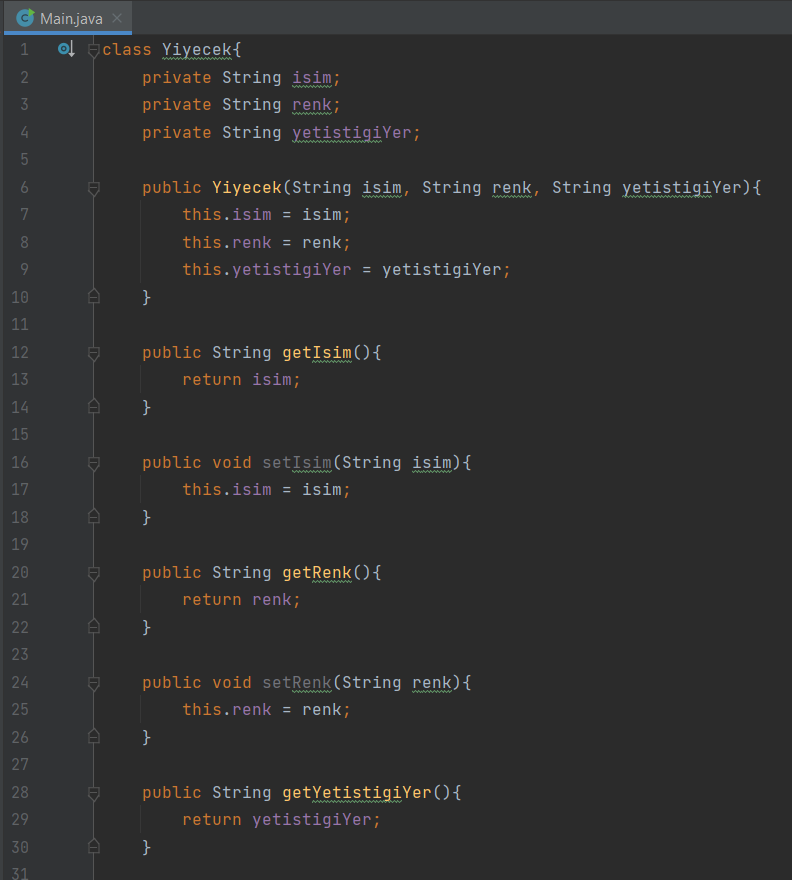 Main.java
1 class Yiyecek{
2 private String isim;
3 private String renk;
4 private String yetistigiYer;
5
6 public Yiyecek(String isim, String renk, String yetistigiYer){
7 this.isim = isim;
8 this.renk = renk;
9 this.yetistigiYer = yetistigiYer;
10 }
11
12 public String getIsim(){
13 return isim;
14 }
15
16 public void setIsim(String isim){
17 this.isim = isim;
18 }
19
20 public String getRenk(){
21 return renk;
22 }
23
24 public void setRenk(String renk){
25 this.renk = renk;
26 }
27
28 public String getYetistigiYer(){
29 return yetistigiYer;
30 }
31